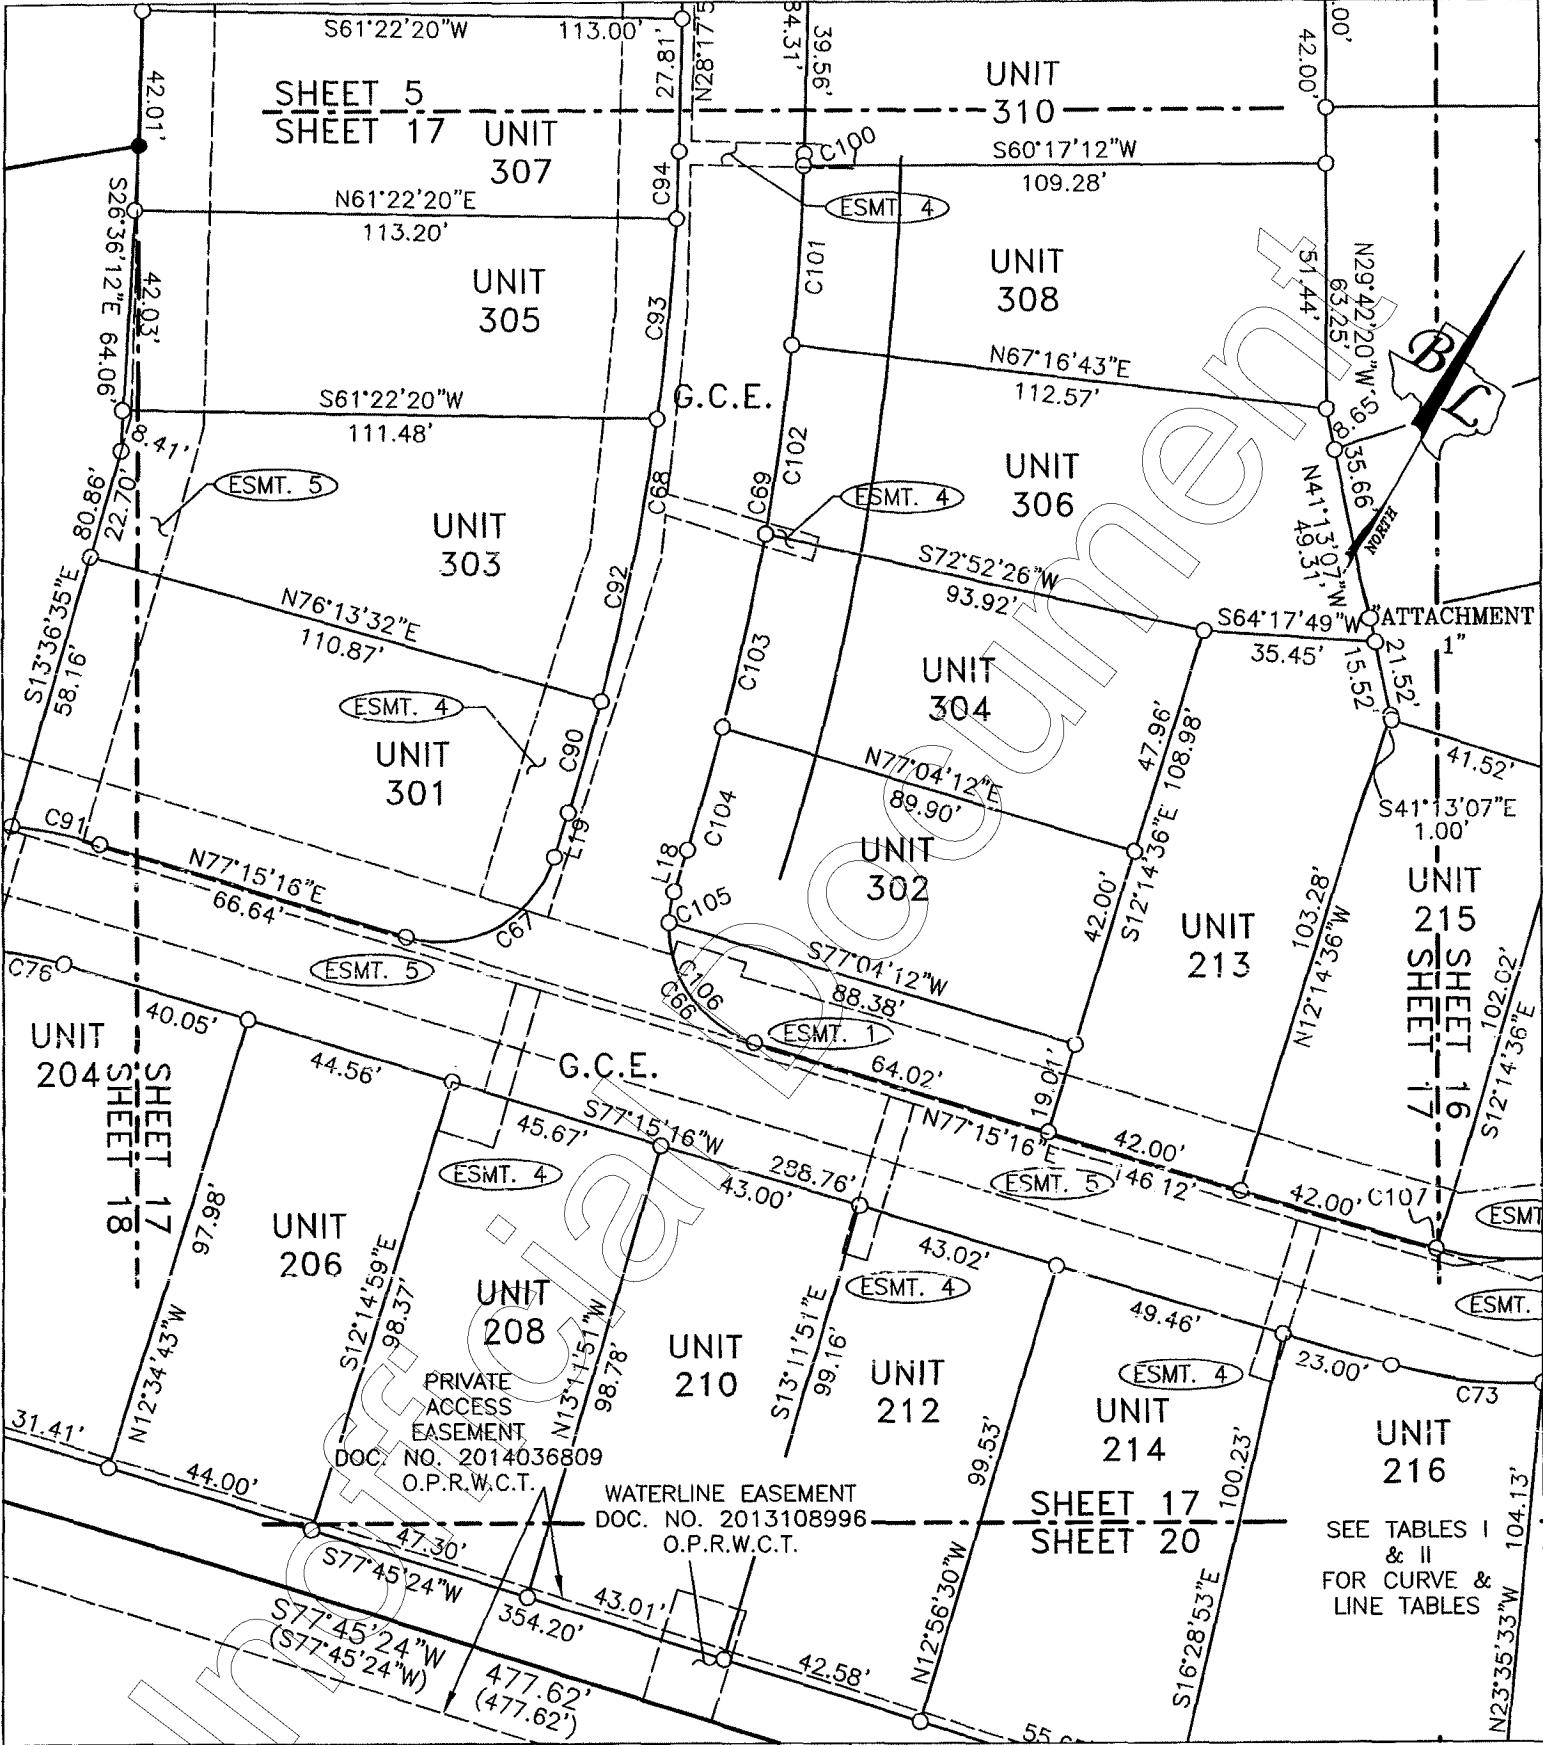 S61°22'20"W 113.00'
42.01'
27.81'
39.56'
42.00'
SHEET 5
SHEET 17
UNIT
307
UNIT
310
C94
C100
S60°17'12"W
109.28'
ESMT. 4
S26°36'12"E 64.06'
42.03'
N61°22'20"E
113.20'
UNIT
305
C93
C101
UNIT
308
N29°42'20"W
63.25'
51.44'
N67°16'43"E
112.57'
S61°22'20"W
111.48'
G.C.E.
8.41'
8.65'
35.66'
B
L
NORTH
80.86'
22.70'
ESMT. 5
UNIT
303
C68
C69
C102
ESMT. 4
UNIT
306
N41°13'07"W
49.31'
S72°52'26"W
93.92'
C92
S13°36'35"E
58.16'
N76°13'32"E
110.87'
S64°17'49"W
35.45'
"ATTACHMENT
1"
15.52'
21.52'
ESMT. 4
UNIT
301
C90
C103
UNIT
304
47.96'
S12°14'36"E 108.98'
N77°04'12"E
89.90'
41.52'
S41°13'07"E
1.00'
C91
L19
C104
L18
UNIT
302
42.00'
103.28'
N12°14'36"W
UNIT
215
N77°15'16"E
66.64'
C67
C105
S77°04'12"W
88.38'
UNIT
213
SHEET 16
SHEET 17
102.02'
S12°14'36"E
C76
ESMT. 5
C106
C66
ESMT. 1
UNIT
204
40.05'
44.56'
G.C.E.
64.02'
19.01'
SHEET 17
SHEET 18
45.67'
S77°15'16"W
288.76'
43.00'
N77°15'16"E
146.12'
42.00'
42.00'
C107
ESMT. 4
ESMT. 5
ESMT.
97.98'
N12°34'43"W
UNIT
206
S12°14'59"E
98.37'
UNIT
208
N13°11'51"W
98.78'
UNIT
210
S13°11'51"E
99.16'
43.02'
ESMT. 4
UNIT
212
49.46'
ESMT. 4
23.00'
C73
PRIVATE
ACCESS
EASEMENT
DOC. NO. 2014036809
O.P.R.W.C.T.
31.41'
44.00'
47.30'
S77°45'24"W
354.20'
WATERLINE EASEMENT
DOC. NO. 2013108996
O.P.R.W.C.T.
99.53'
N12°56'30"W
UNIT
214
100.23'
S16°28'53"E
UNIT
216
104.13'
N23°35'33"W
SHEET 17
SHEET 20
SEE TABLES I
& II
FOR CURVE &
LINE TABLES
43.01'
42.58'
S77°45'24"W
(S77°45'24"W)
477.62'
(477.62')
Unofficial Document